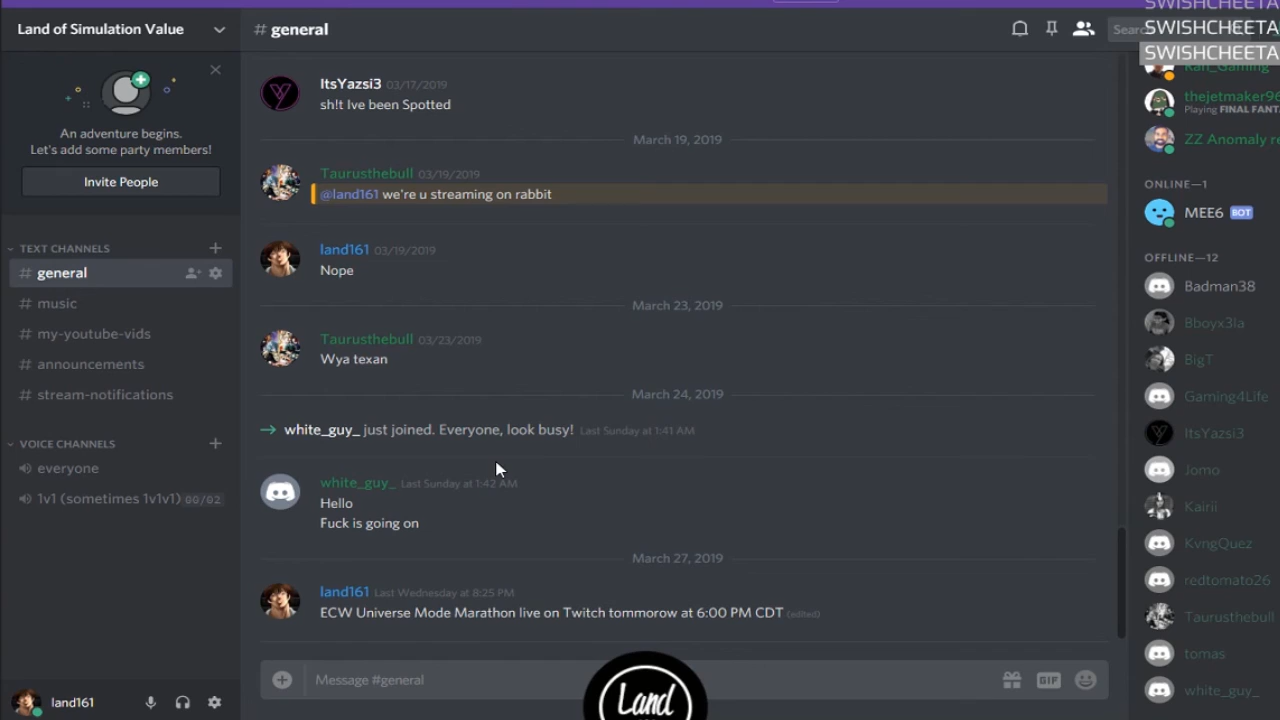 SWISHCHEETA
Land of Simulation Value
# general
SWISHCHEETA
SWISHCHEETA
An adventure begins.
Let's add some party members!
Invite People
TEXT CHANNELS
# general
# music
# my-youtube-vids
# announcements
# stream-notifications
VOICE CHANNELS
everyone
1v1 (sometimes 1v1v1) 00/02
land161
ItsYazsi3 03/17/2019
sh!t Ive been Spotted
March 19, 2019
Taurusthebull 03/19/2019
@land161 we're u streaming on rabbit
land161 03/19/2019
Nope
March 23, 2019
Taurusthebull 03/23/2019
Wya texan
March 24, 2019
white_guy_ just joined. Everyone, look busy! Last Sunday at 1:41 AM
white_guy_ Last Sunday at 1:42 AM
Hello
Fuck is going on
March 27, 2019
land161 Last Wednesday at 8:25 PM
ECW Universe Mode Marathon live on Twitch tommorow at 6:00 PM CDT (edited)
Message #general
GIF
Land
thejetmaker96
Playing FINAL FANT
ZZ Anomaly re
ONLINE—1
MEE6 BOT
OFFLINE—12
Badman38
Bboyx3la
BigT
Gaming4Life
ItsYazsi3
Jomo
Kairii
KvngQuez
redtomato26
Taurusthebull
tomas
white_guy_